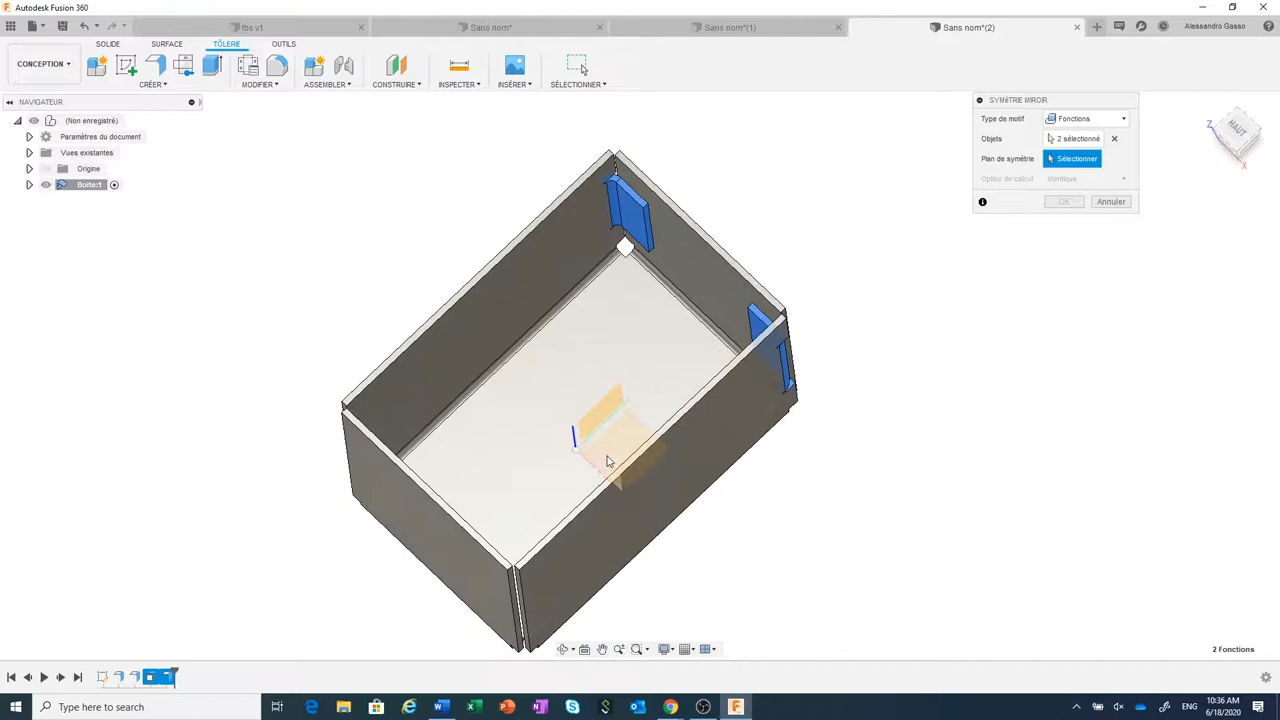 Autodesk Fusion 360
tbs v1
Sans nom*
Sans nom*(1)
Sans nom*(2)
Alessandro Gasso
SOLIDE
SURFACE
TÔLERIE
OUTILS
CONCEPTION
CRÉER
MODIFIER
ASSEMBLER
CONSTRUIRE
INSPECTER
INSÉRER
SÉLECTIONNER
NAVIGATEUR
(Non enregistré)
Paramètres du document
Vues existantes
Origine
Boite:1
SYMÉTRIE MIROIR
Type de motif
Fonctions
Objets
2 sélectionné
Plan de symétrie
Sélectionner
Option de calcul
Identique
OK
Annuler
HAUT
Z
X
2 Fonctions
Type here to search
10:36 AM
6/18/2020